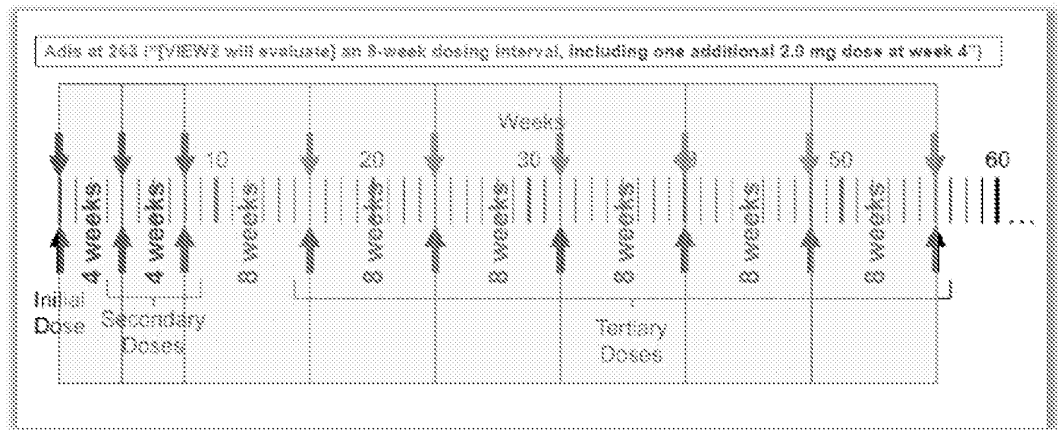 Adis at 263 ("[VIEW2 will evaluate] an 8-week dosing interval, including one additional 2.0 mg dose at week 4")
Weeks
10 20 30 50 60
4 weeks 4 weeks 8 weeks 8 weeks 8 weeks 8 weeks 8 weeks 8 weeks
...
Initial
Dose
Secondary
Doses
Tertiary
Doses